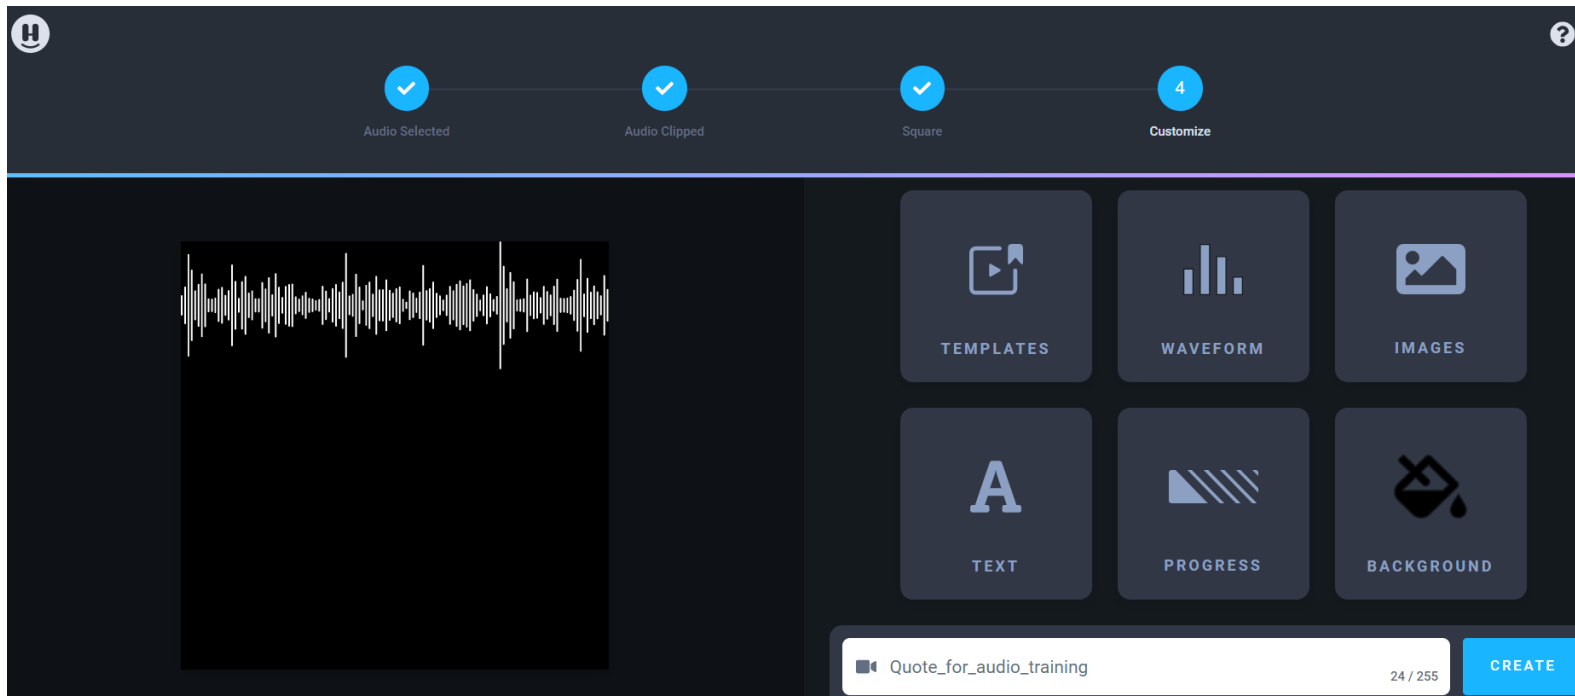 H
?
4
Audio Selected
Audio Clipped
Square
Customize
TEMPLATES
WAVEFORM
IMAGES
A
TEXT
PROGRESS
BACKGROUND
Quote_for_audio_training
24 / 255
CREATE